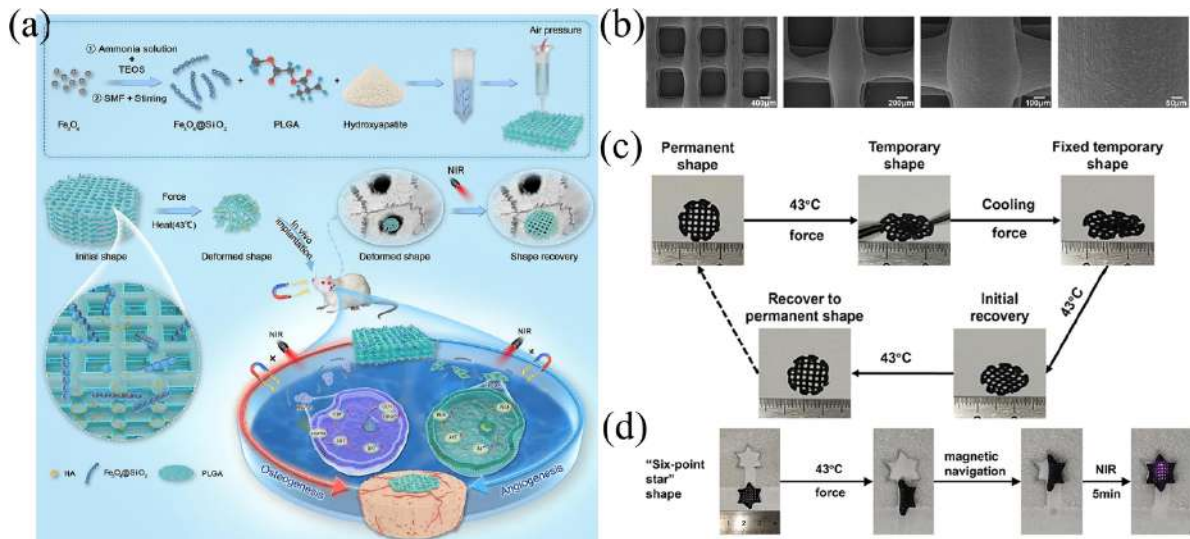 (a)
① Ammonia solution
+
TEOS
② SMF + Stirring
Fe₃O₄
Fe₃O₄@SiO₂
+
PLGA
+
Hydroxyapatite
Air pressure
Initial shape
Force
Heat(43℃)
Deformed shape
In vivo
implantation
Deformed shape
NIR
Shape recovery
NIR
NIR
Osteogenesis
Angiogenesis
HA
Fe₃O₄@SiO₂
PLGA
(b)
400μm
200μm
100μm
50μm
(c)
Permanent
shape
43°C
force
Temporary
shape
Cooling
force
Fixed temporary
shape
43°C
Initial
recovery
43°C
Recover to
permanent shape
(d)
"Six-point
star"
shape
1 2 3
43°C
force
magnetic
navigation
NIR
5min